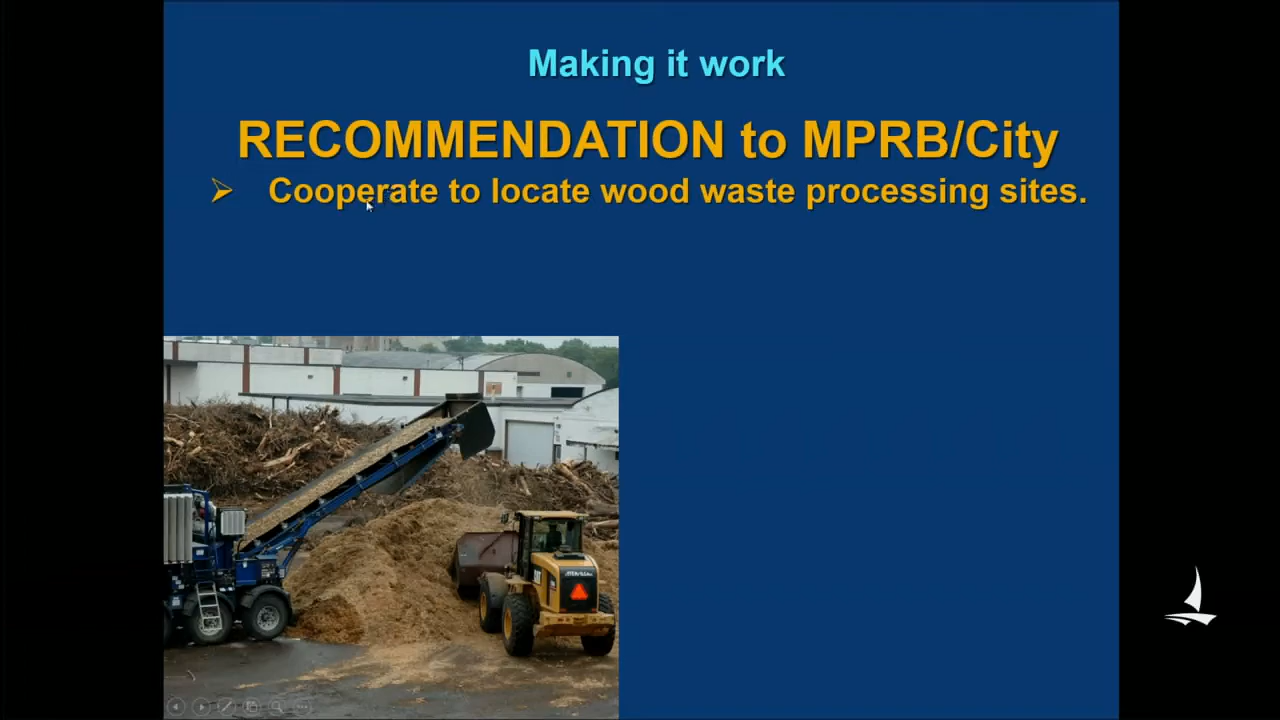 Making it work
RECOMMENDATION to MPRB/City
➢ Cooperate to locate wood waste processing sites.